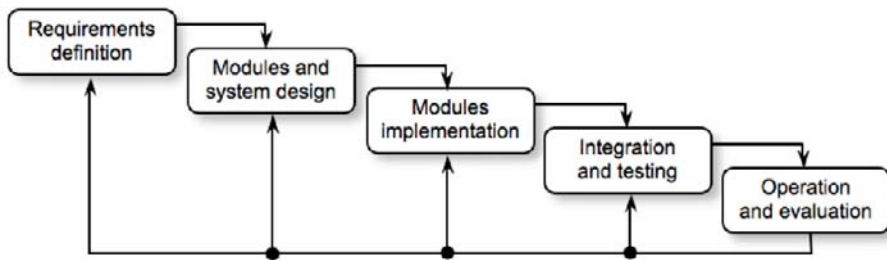 Requirements
definition
Modules and
system design
Modules
implementation
Integration
and testing
Operation
and evaluation